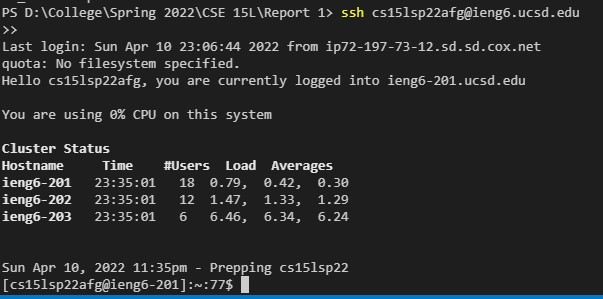 PS D:\College\Spring 2022\CSE 15L\Report 1> ssh cs15lsp22afg@ieng6.ucsd.edu
>>
Last login: Sun Apr 10 23:06:44 2022 from ip72-197-73-12.sd.sd.cox.net
quota: No filesystem specified.
Hello cs15lsp22afg, you are currently logged into ieng6-201.ucsd.edu

You are using 0% CPU on this system

Cluster Status
Hostname     Time    #Users  Load  Averages
ieng6-201   23:35:01   18  0.79,  0.42,  0.30
ieng6-202   23:35:01   12  1.47,  1.33,  1.29
ieng6-203   23:35:01   6   6.46,  6.34,  6.24

Sun Apr 10, 2022 11:35pm - Prepping cs15lsp22
[cs15lsp22afg@ieng6-201]:~:77$